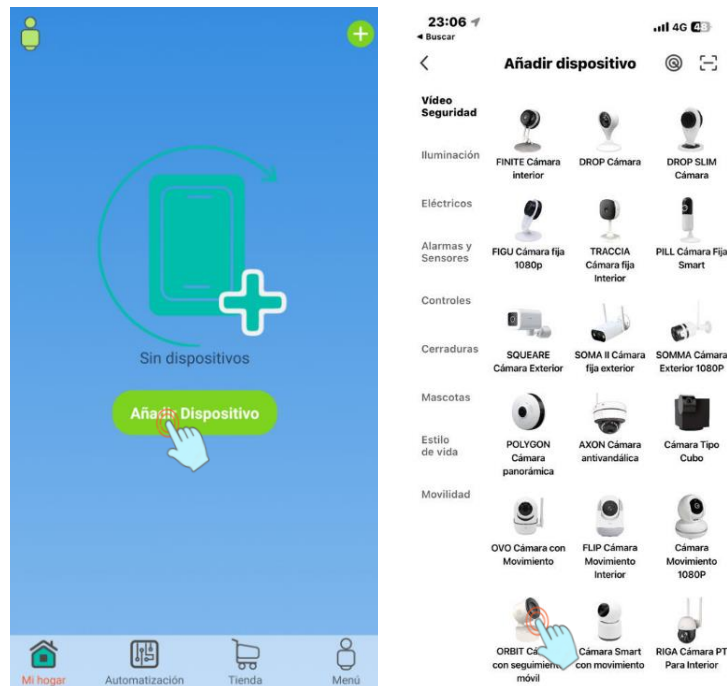 Sin dispositivos
Añadir Dispositivo
Mi hogar
Automatización
Tienda
Menú
23:06
Buscar
4G 48
Añadir dispositivo
Vídeo
Seguridad
Iluminación
Eléctricos
Alarmas y
Sensores
Controles
Cerraduras
Mascotas
Estilo
de vida
Movilidad
FINITE Cámara
interior
DROP Cámara
DROP SLIM
Cámara
FIGU Cámara fija
1080p
TRACCIA
Cámara fija
Interior
PILL Cámara Fija
Smart
SQUEARE
Cámara Exterior
SOMA II Cámara
fija exterior
SOMMA Cámara
Exterior 1080P
POLYGON
Cámara
panorámica
AXON Cámara
antivandálica
Cámara Tipo
Cubo
OVO Cámara con
Movimiento
FLIP Cámara
Movimiento
Interior
Cámara
Movimiento
1080P
ORBIT
con seguimiento
móvil
Cámara Smart
con movimiento
RIGA Cámara PT
Para Interior